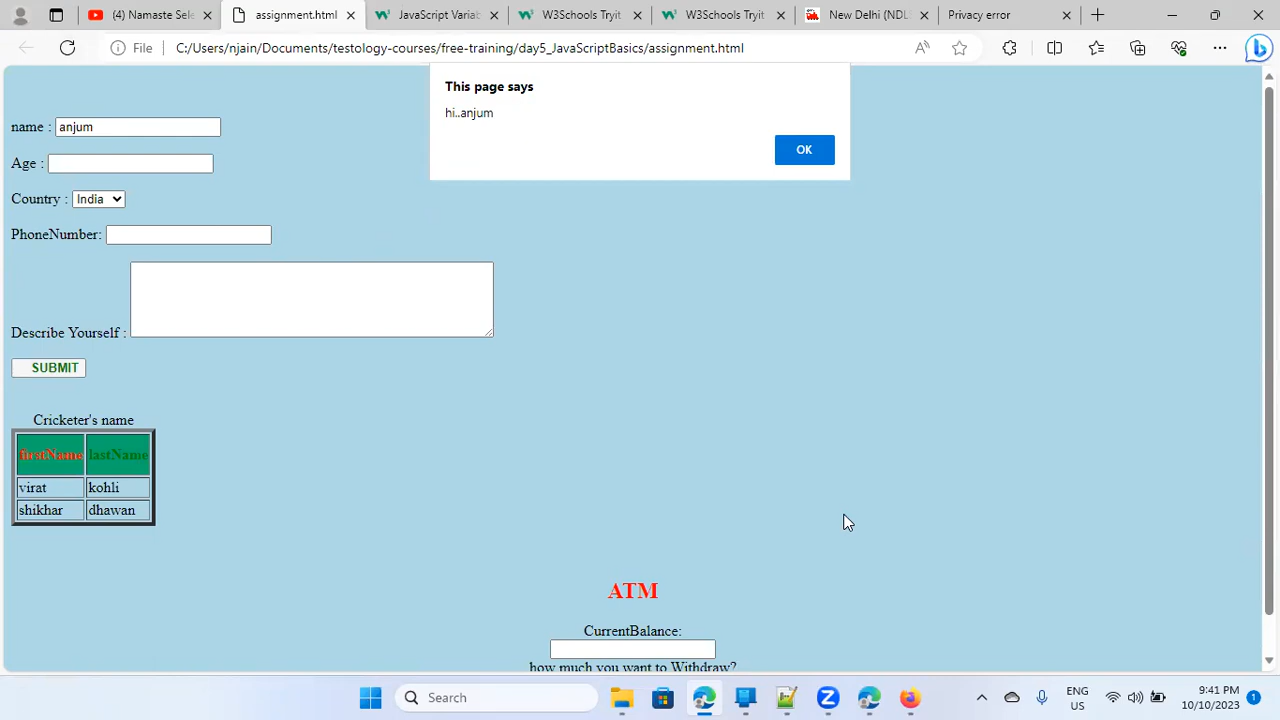 (4) Namaste Sele
assignment.html
JavaScript Variab
W3Schools Tryit
W3Schools Tryit
New Delhi (NDL
Privacy error
File
C:/Users/njain/Documents/testology-courses/free-training/day5_JavaScriptBasics/assignment.html
This page says
hi..anjum
OK
name : anjum
Age :
Country : India
PhoneNumber:
Describe Yourself :
SUBMIT
Cricketer's name
firstName lastName
virat kohli
shikhar dhawan
ATM
CurrentBalance:
how much you want to Withdraw?
Search
ENG
US
9:41 PM
10/10/2023
1